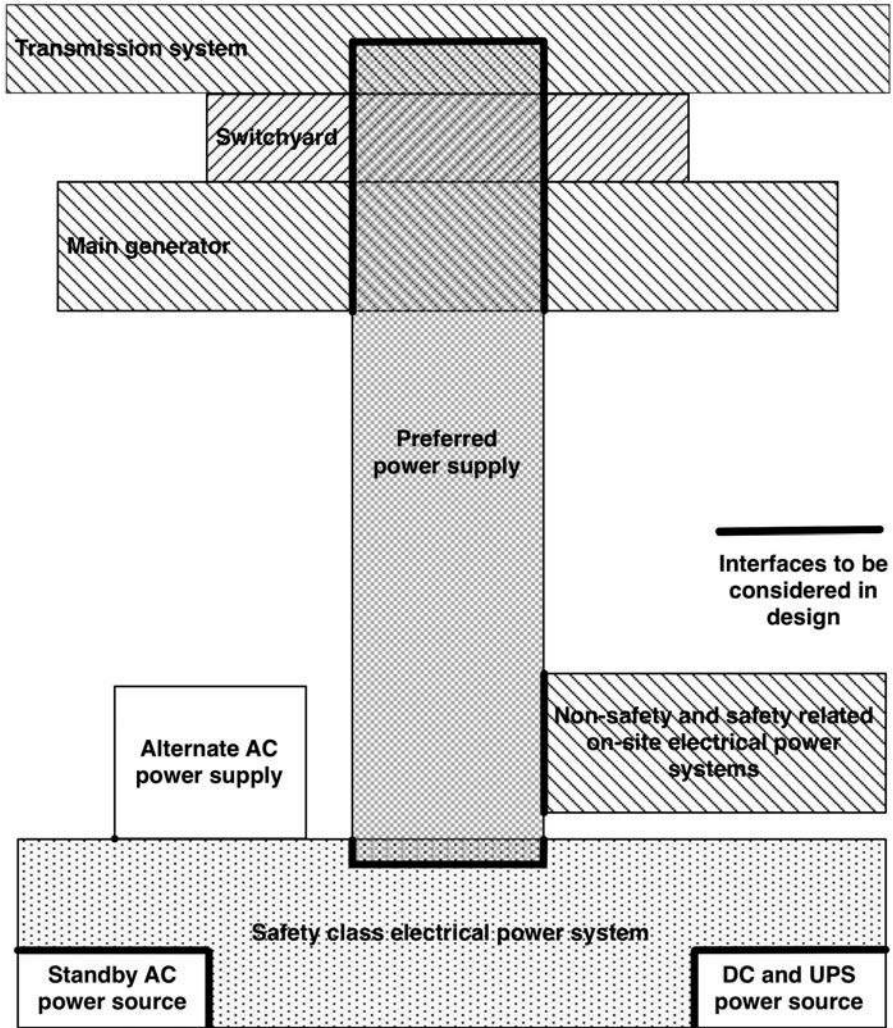 Transmission system
Switchyard
Main generator
Preferred
power supply
Interfaces to be
considered in
design
Non-safety and safety related
on-site electrical power
systems
Alternate AC
power supply
Safety class electrical power system
Standby AC
power source
DC and UPS
power source